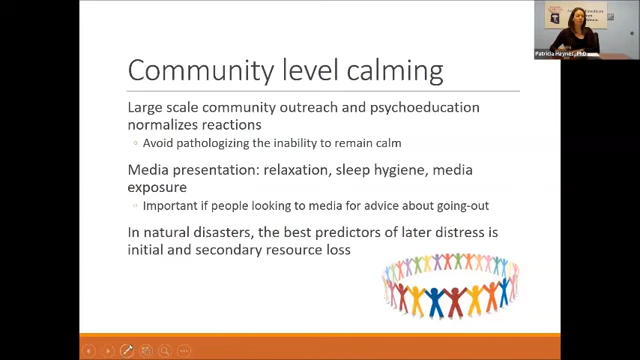 Community level calming
Large scale community outreach and psychoeducation
normalizes reactions
Avoid pathologizing the inability to remain calm
Media presentation: relaxation, sleep hygiene, media
exposure
Important if people looking to media for advice about going-out
In natural disasters, the best predictors of later distress is
initial and secondary resource loss
Patricia Haynes, PhD